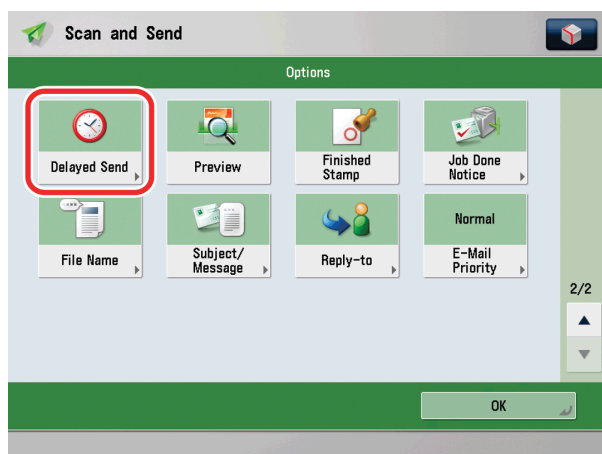 Scan and Send
Options
Delayed Send
Preview
Finished
Stamp
Job Done
Notice
File Name
Subject/
Message
Reply-to
Normal
E-Mail
Priority
2/2
OK